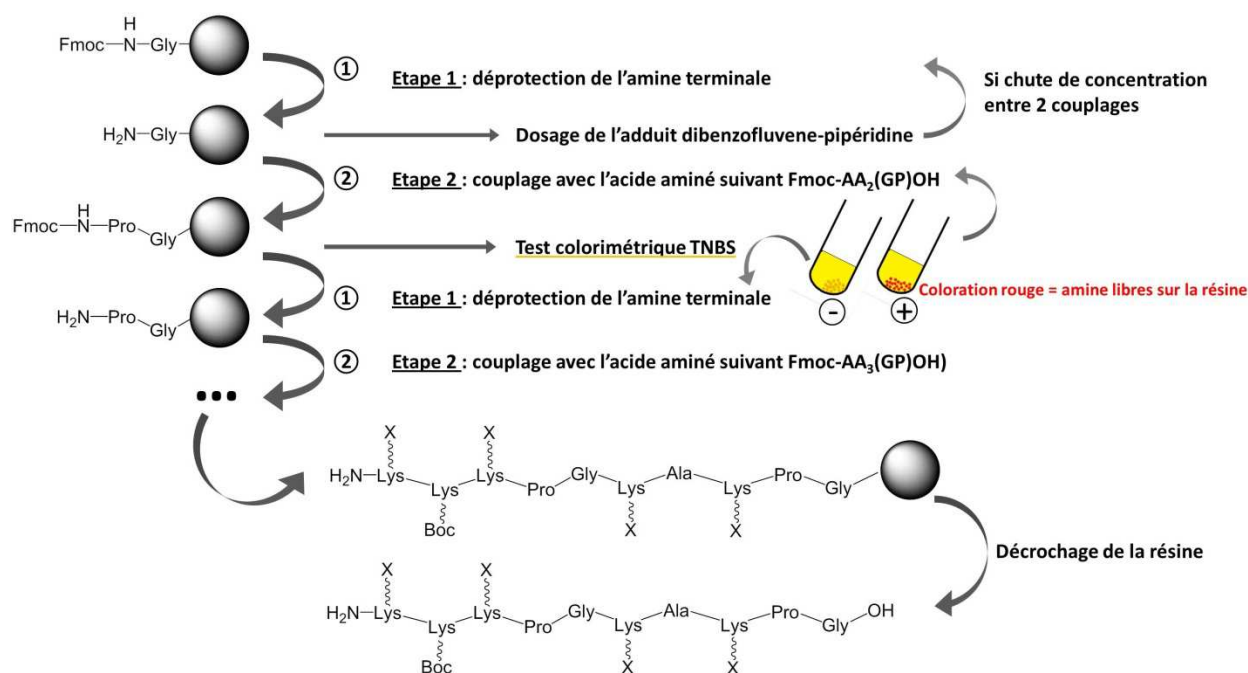 H
Fmoc—N—Gly
①
Etape 1 : déprotection de l'amine terminale
Si chute de concentration
entre 2 couplages
H₂N—Gly
Dosage de l'adduit dibenzofluvene-pipéridine
②
Etape 2 : couplage avec l'acide aminé suivant Fmoc-AA₂(GP)OH
H
Fmoc—N—Pro
Gly
Test colorimétrique TNBS
①
Etape 1 : déprotection de l'amine terminale
Coloration rouge = amine libres sur la résine
- +
H₂N—Pro
Gly
②
Etape 2 : couplage avec l'acide aminé suivant Fmoc-AA₃(GP)OH)
...
X X
H₂N—Lys Lys Gly Ala Pro
Lys Pro Lys Lys Gly
Boc X X
Décrochage de la résine
X X
H₂N—Lys Lys Gly Ala Pro OH
Lys Pro Lys Lys Gly
Boc X X